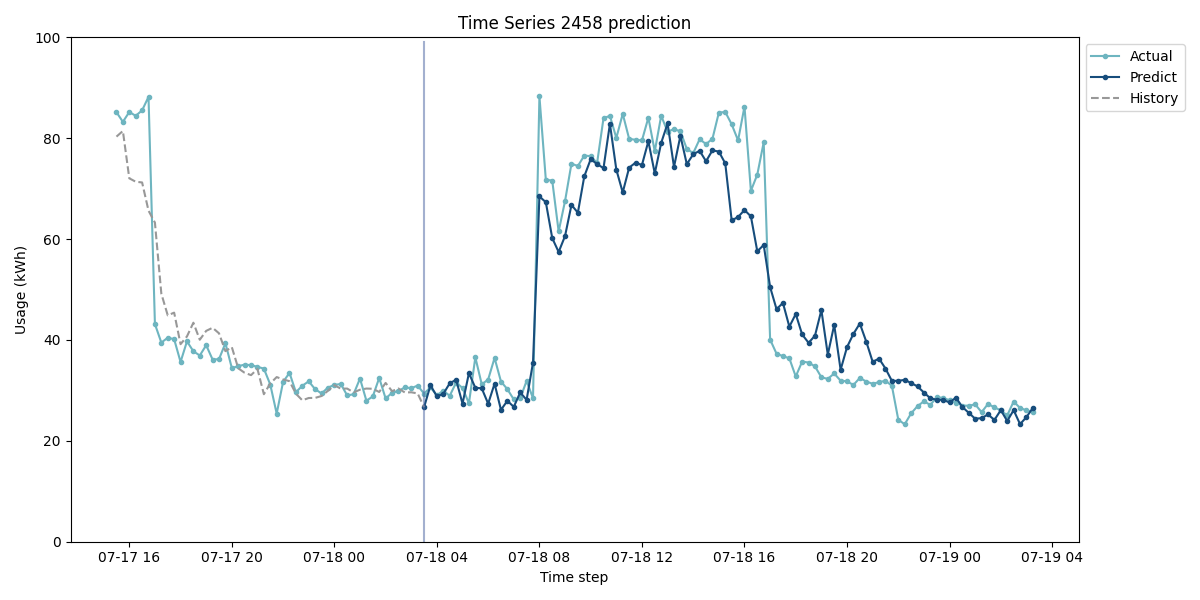 Time Series 2458 prediction
Usage (kWh)
100
80
60
40
20
0
07-17 16
07-17 20
07-18 00
07-18 04
07-18 08
07-18 12
07-18 16
07-18 20
07-19 00
07-19 04
Time step
Actual
Predict
History